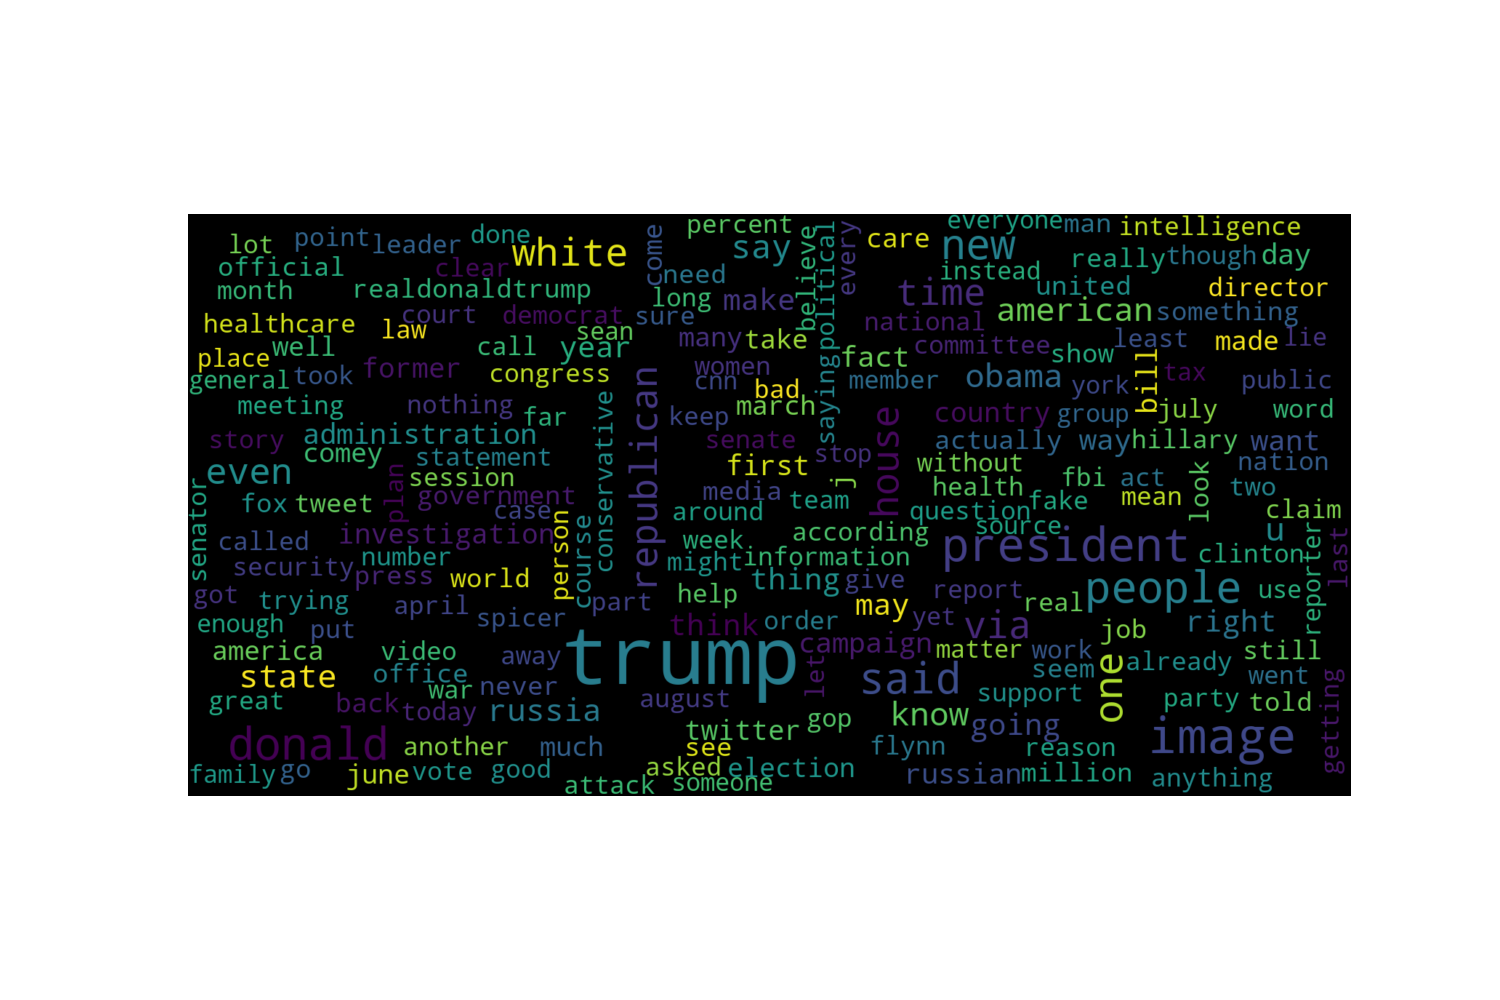 percent
everyone
man
intelligence
lot
point
leader
done
white
come
say
believe
political
every
care
new
really
though
day
official
clear
need
instead
united
director
month
realdonaldtrump
long
make
time
american
something
healthcare
law
court
democrat
sean
sure
many
take
national
committee
show
least
made
lie
place
well
call
year
women
fact
bill
general
took
former
congress
republican
cnn
bad
saying
member
obama
york
tax
public
meeting
nothing
far
keep
march
house
country
group
july
word
story
administration
conservative
senate
stop
actually
way
hillary
want
comey
statement
first
without
nation
even
session
media
j
health
fbi
act
look
two
senator
fox
tweet
plan
government
case
around
team
question
fake
mean
claim
called
investigation
person
course
week
according
source
president
u
number
might
information
clinton
reporter
last
security
press
world
thing
give
people
use
got
trying
april
spicer
part
help
may
report
real
enough
put
think
order
yet
via
job
right
america
video
away
trump
let
campaign
matter
work
one
already
still
state
office
war
never
said
seem
went
great
back
today
russia
august
know
support
party
told
getting
donald
another
much
twitter
gop
going
image
see
flynn
reason
family
go
june
vote
good
attack
asked
someone
election
russian
million
anything